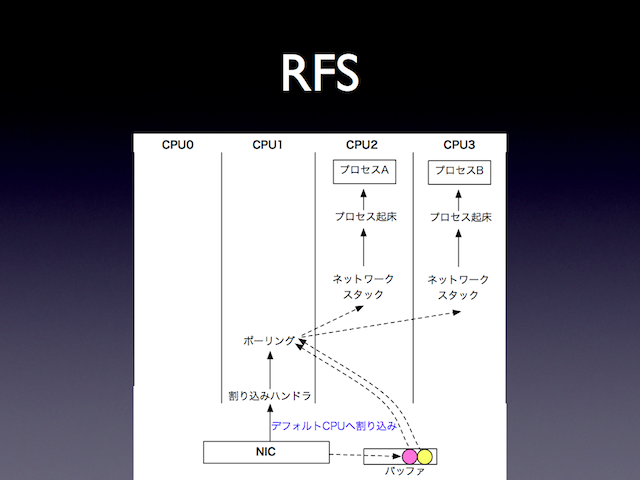 RFS
CPU0 CPU1 CPU2 CPU3
プロセスA プロセスB
プロセス起床 プロセス起床
ネットワーク ネットワーク
スタック スタック
ポーリング
割り込みハンドラ
デフォルトCPUへ割り込み
NIC
バッファ